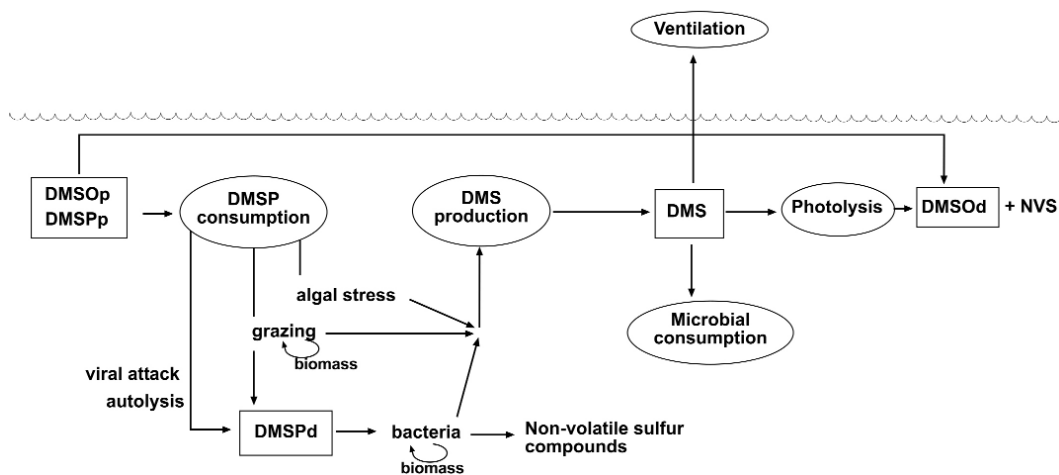 Ventilation
DMSOp
DMSPp
DMSP
consumption
DMS
production
DMS
Photolysis
DMSOd
+ NVS
algal stress
grazing
biomass
Microbial
consumption
viral attack
autolysis
DMSPd
bacteria
biomass
Non-volatile sulfur
compounds